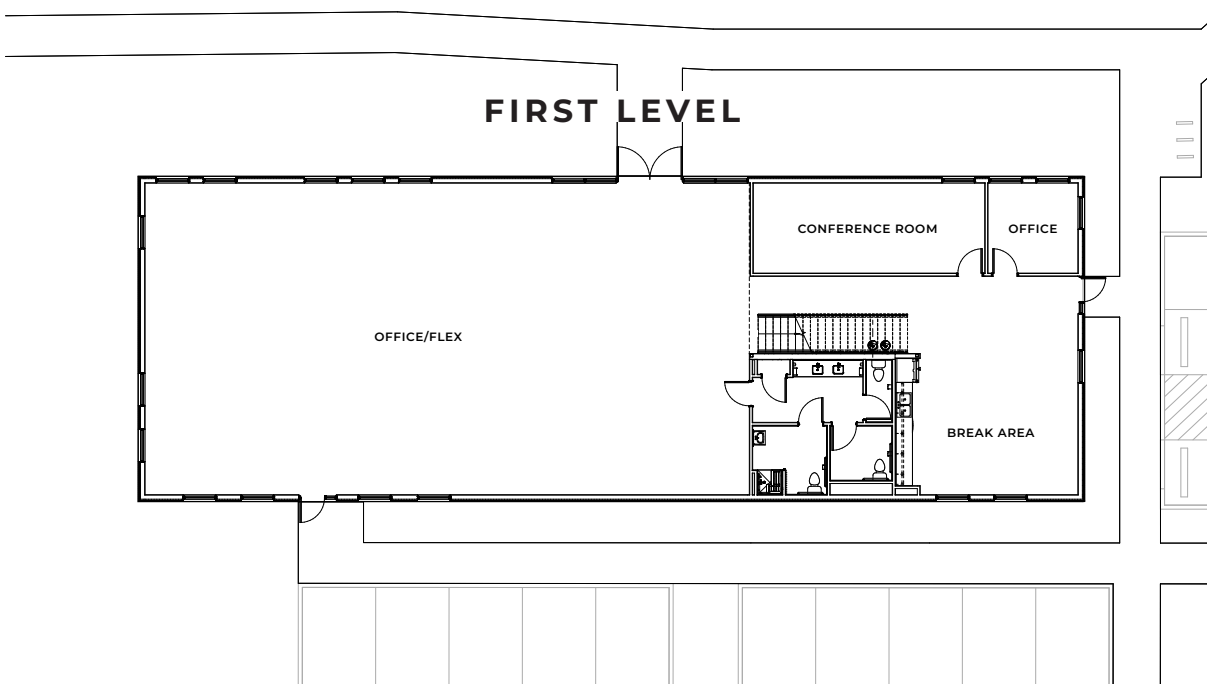 FIRST LEVEL
CONFERENCE ROOM
OFFICE
OFFICE/FLEX
BREAK AREA